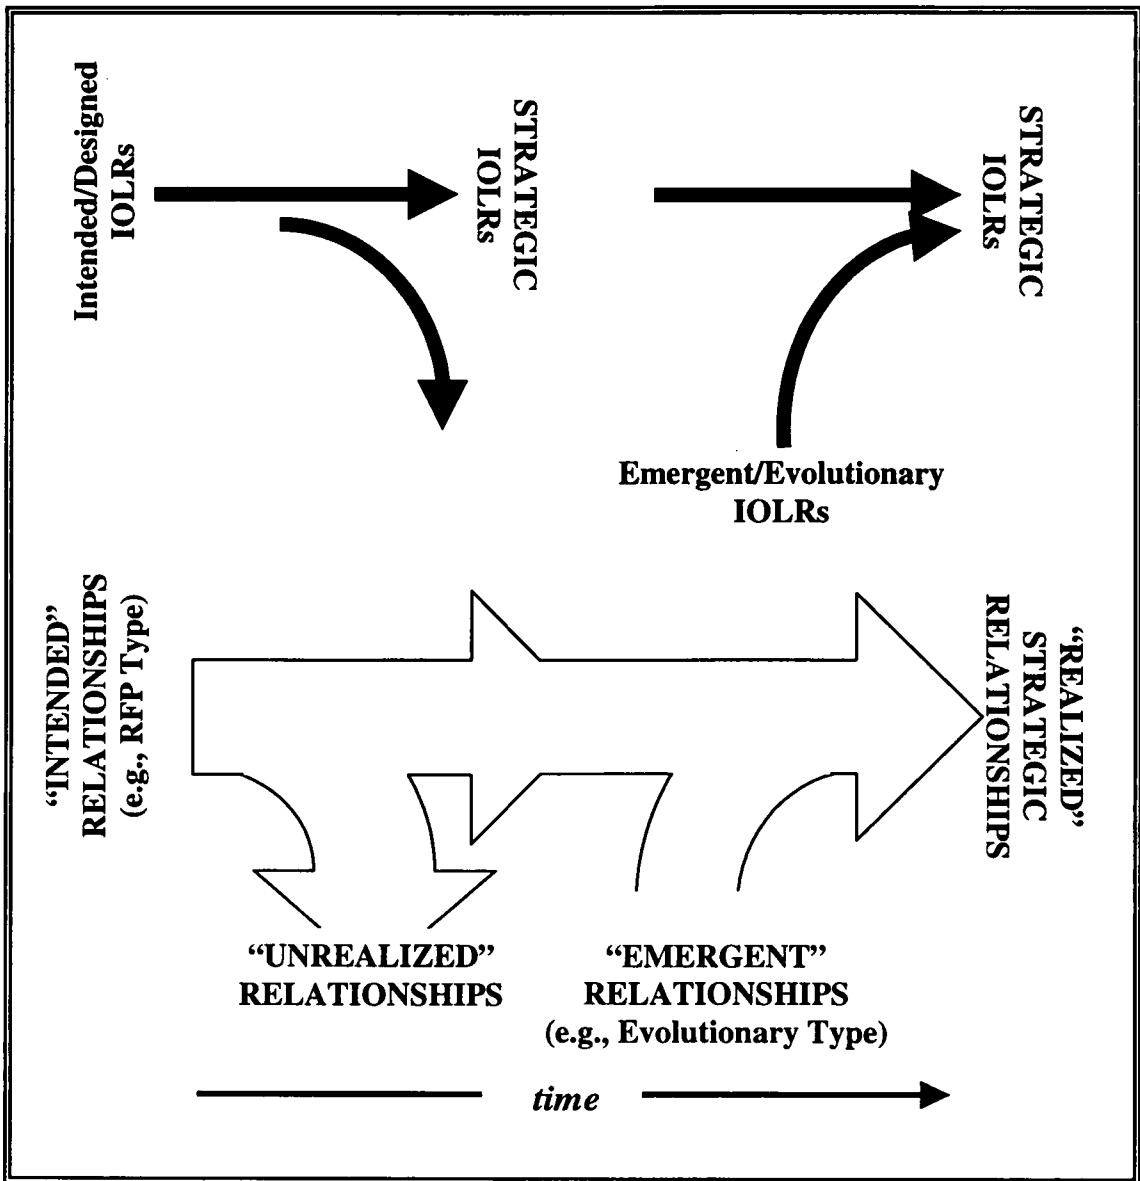 Intended/Designed
IOLRs
STRATEGIC
IOLRs
STRATEGIC
IOLRs
Emergent/Evolutionary
IOLRs
“INTENDED”
RELATIONSHIPS
(e.g., RFP Type)
“REALIZED”
STRATEGIC
RELATIONSHIPS
“UNREALIZED”
RELATIONSHIPS
“EMERGENT”
RELATIONSHIPS
(e.g., Evolutionary Type)
time